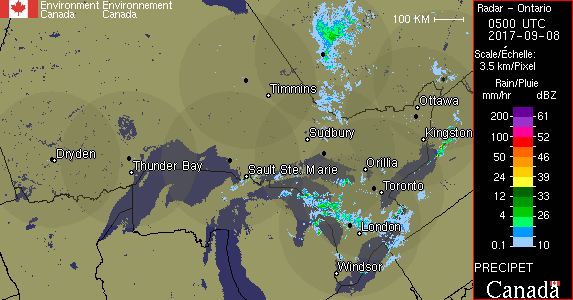 Environment Environnement
Canada Canada
100 KM
Timmins
Ottawa
Sudbury
Kingston
Dryden
Thunder Bay
Sault Ste. Marie
Orillia
Toronto
London
Windsor
Radar - Ontario
0500 UTC
2017-09-08
Scale/Échelle:
3.5 km/Pixel
Rain/Pluie
mm/hr dBZ
200 61
100 52
50 46
24 39
12 33
4 26
0.1 10
PRECIPET
Canada